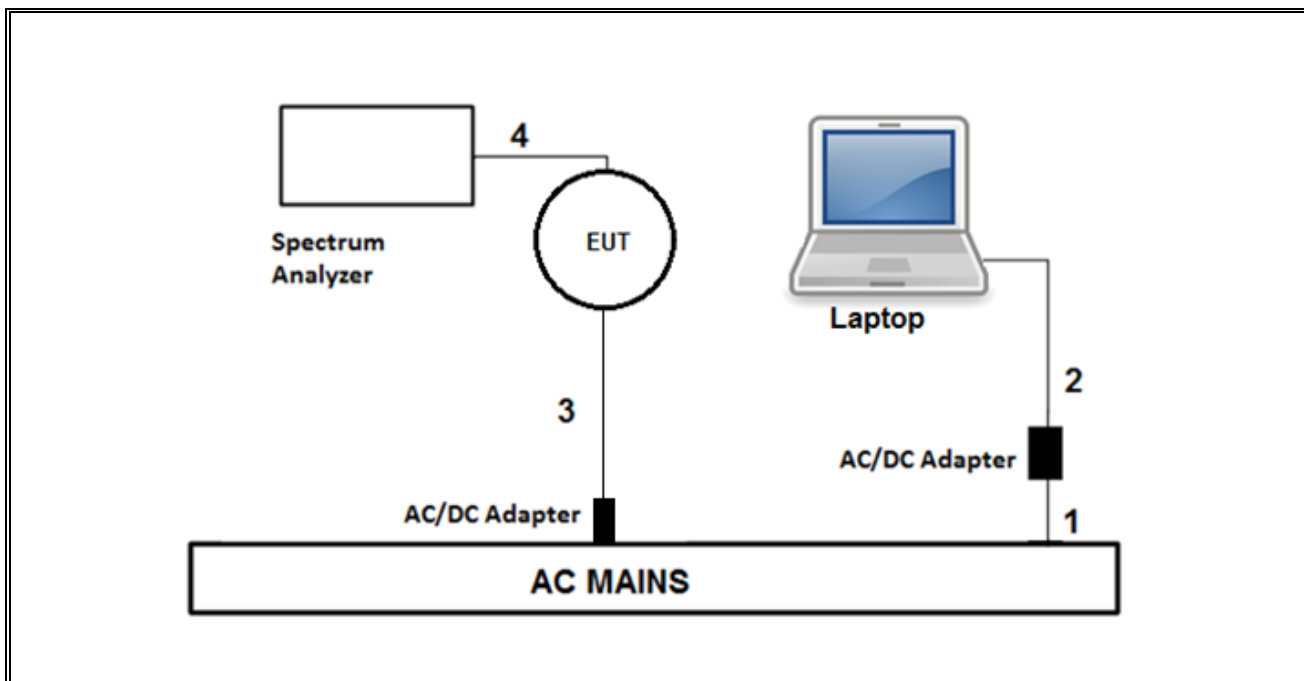 4
Spectrum
Analyzer
EUT
Laptop
3
2
AC/DC Adapter
AC/DC Adapter
1
AC MAINS